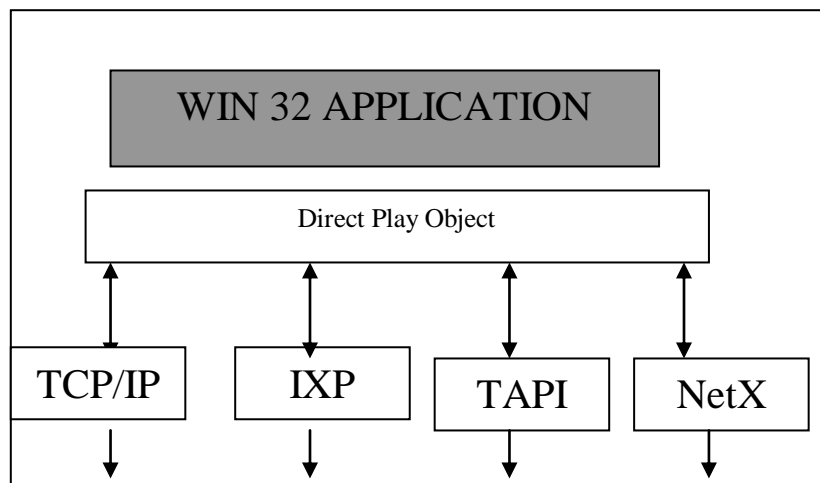 WIN 32 APPLICATION
Direct Play Object
TCP/IP
IXP
TAPI
NetX